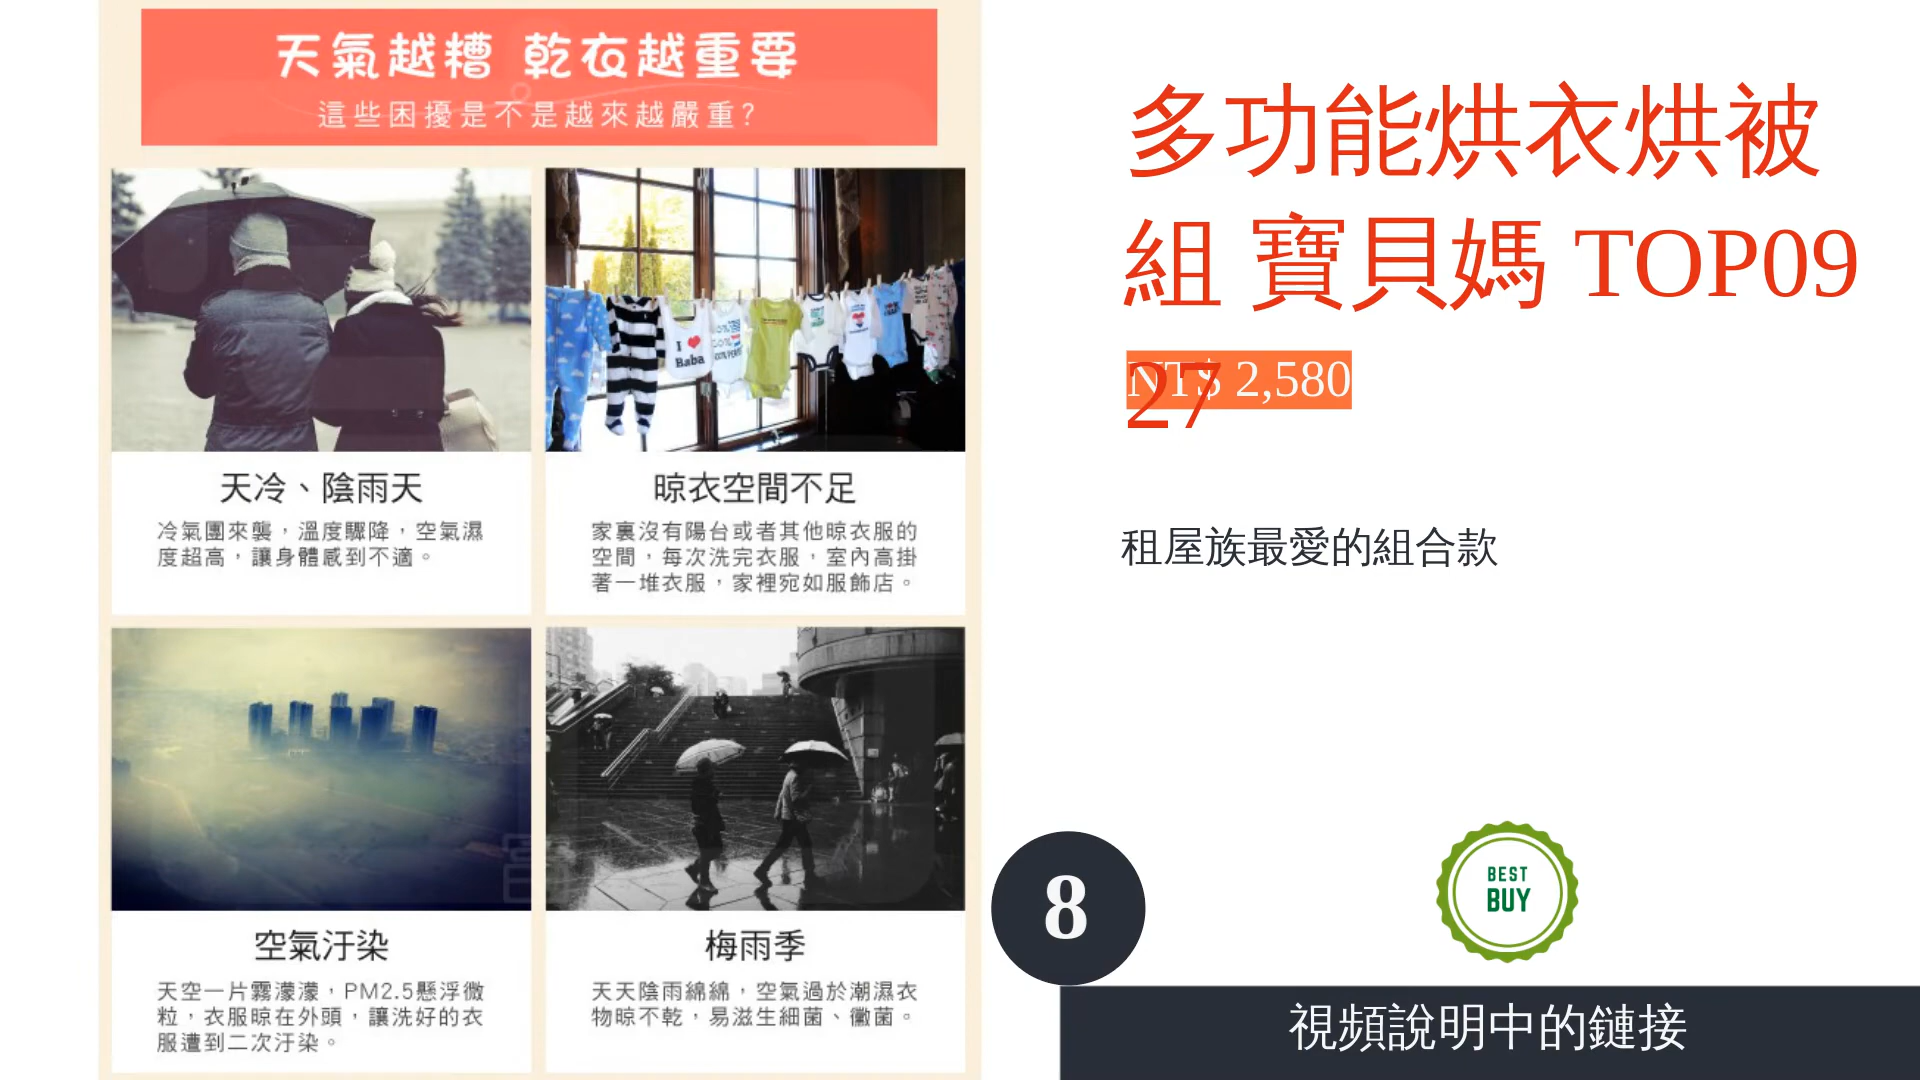 天氣越糟 乾衣越重要
這些困擾是不是越來越嚴重?
天冷、陰雨天
冷氣團來襲，溫度驟降，空氣濕
度超高，讓身體感到不適。
晾衣空間不足
家裏沒有陽台或者其他晾衣服的
空間，每次洗完衣服，室內高掛
著一堆衣服，家裡宛如服飾店。
I ❤ Baba
空氣汙染
天空一片霧濛濛，PM2.5懸浮微
粒，衣服晾在外頭，讓洗好的衣
服遭到二次汙染。
梅雨季
天天陰雨綿綿，空氣過於潮濕衣
物晾不乾，易滋生細菌、黴菌。
多功能烘衣烘被
組 寶貝媽 TOP09
27
NT$ 2,580
租屋族最愛的組合款
8
BEST
BUY
視頻說明中的鏈接